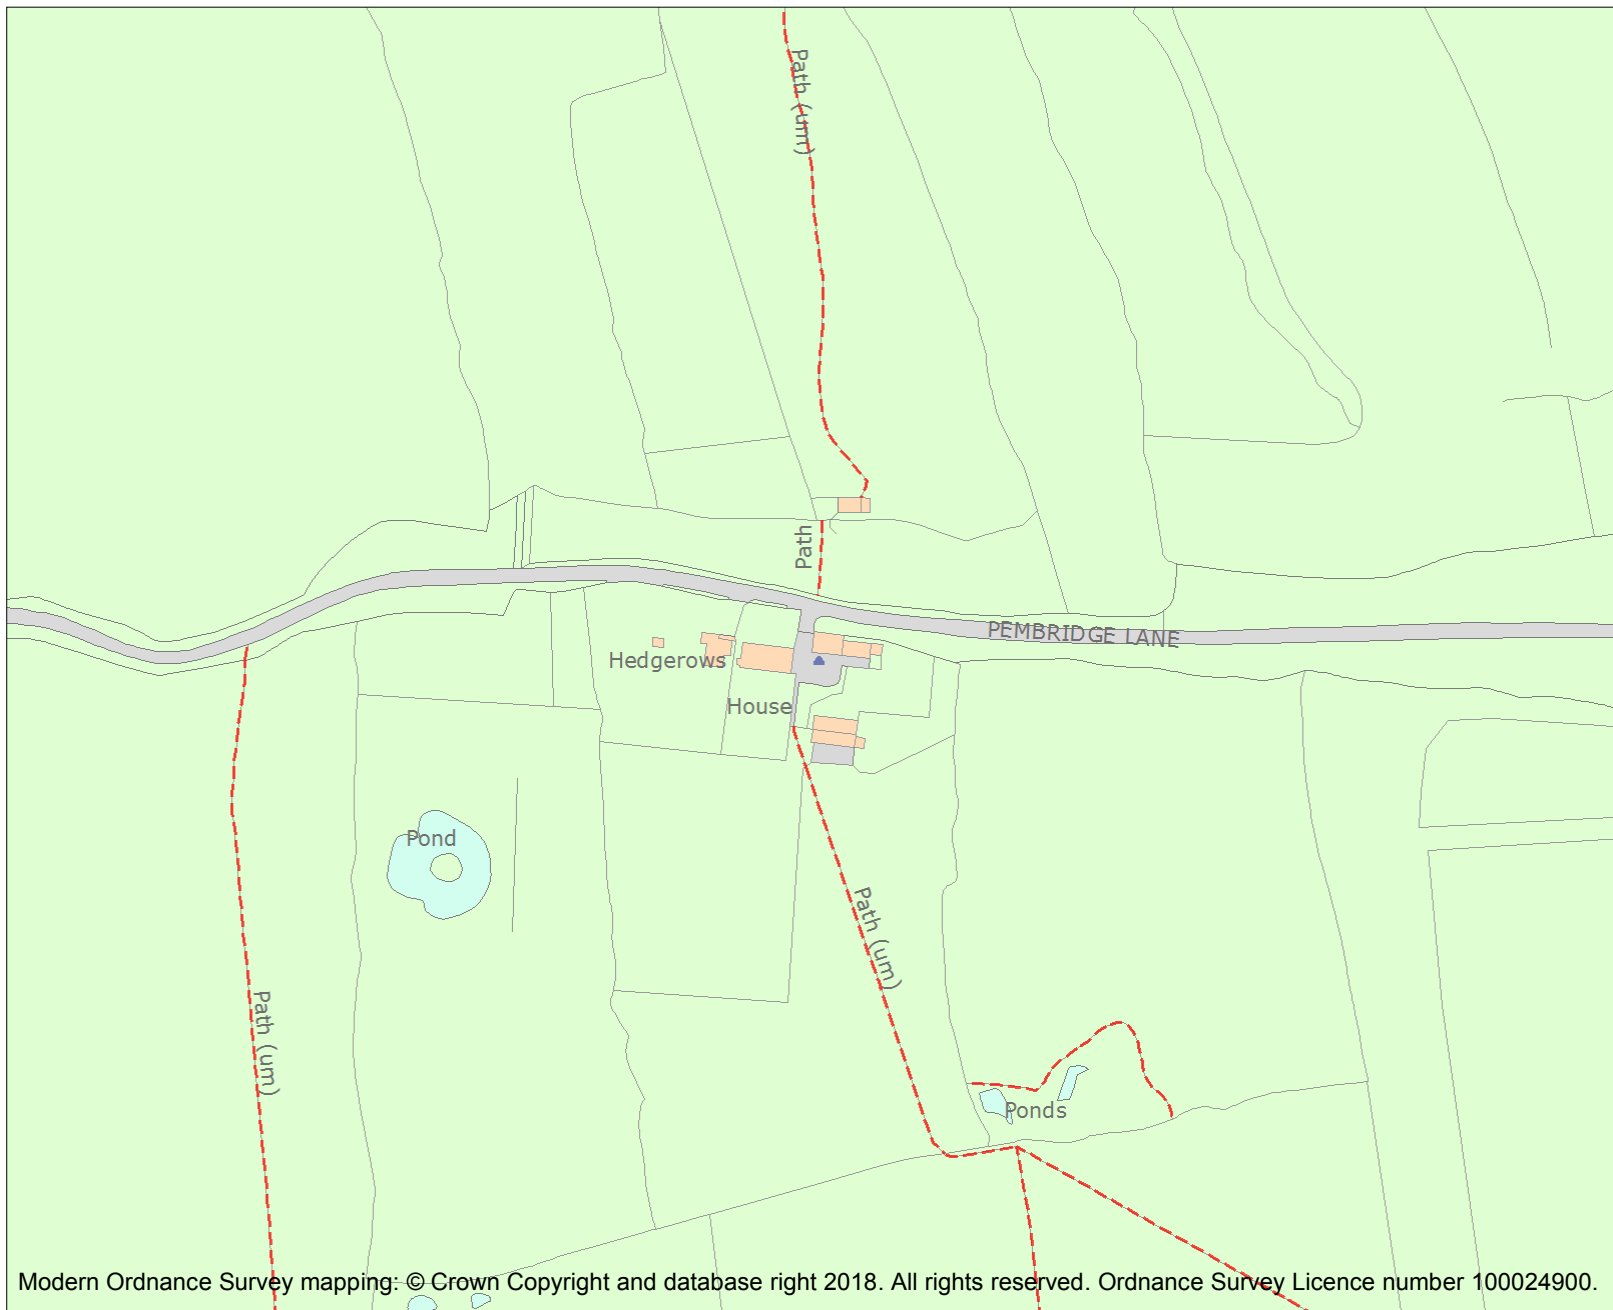 Path (um)
Path
PEMBRIDGE LANE
Hedgerows
House
Pond
Path (um)
Path (um)
Ponds
Modern Ordnance Survey mapping: © Crown Copyright and database right 2018. All rights reserved. Ordnance Survey Licence number 100024900.